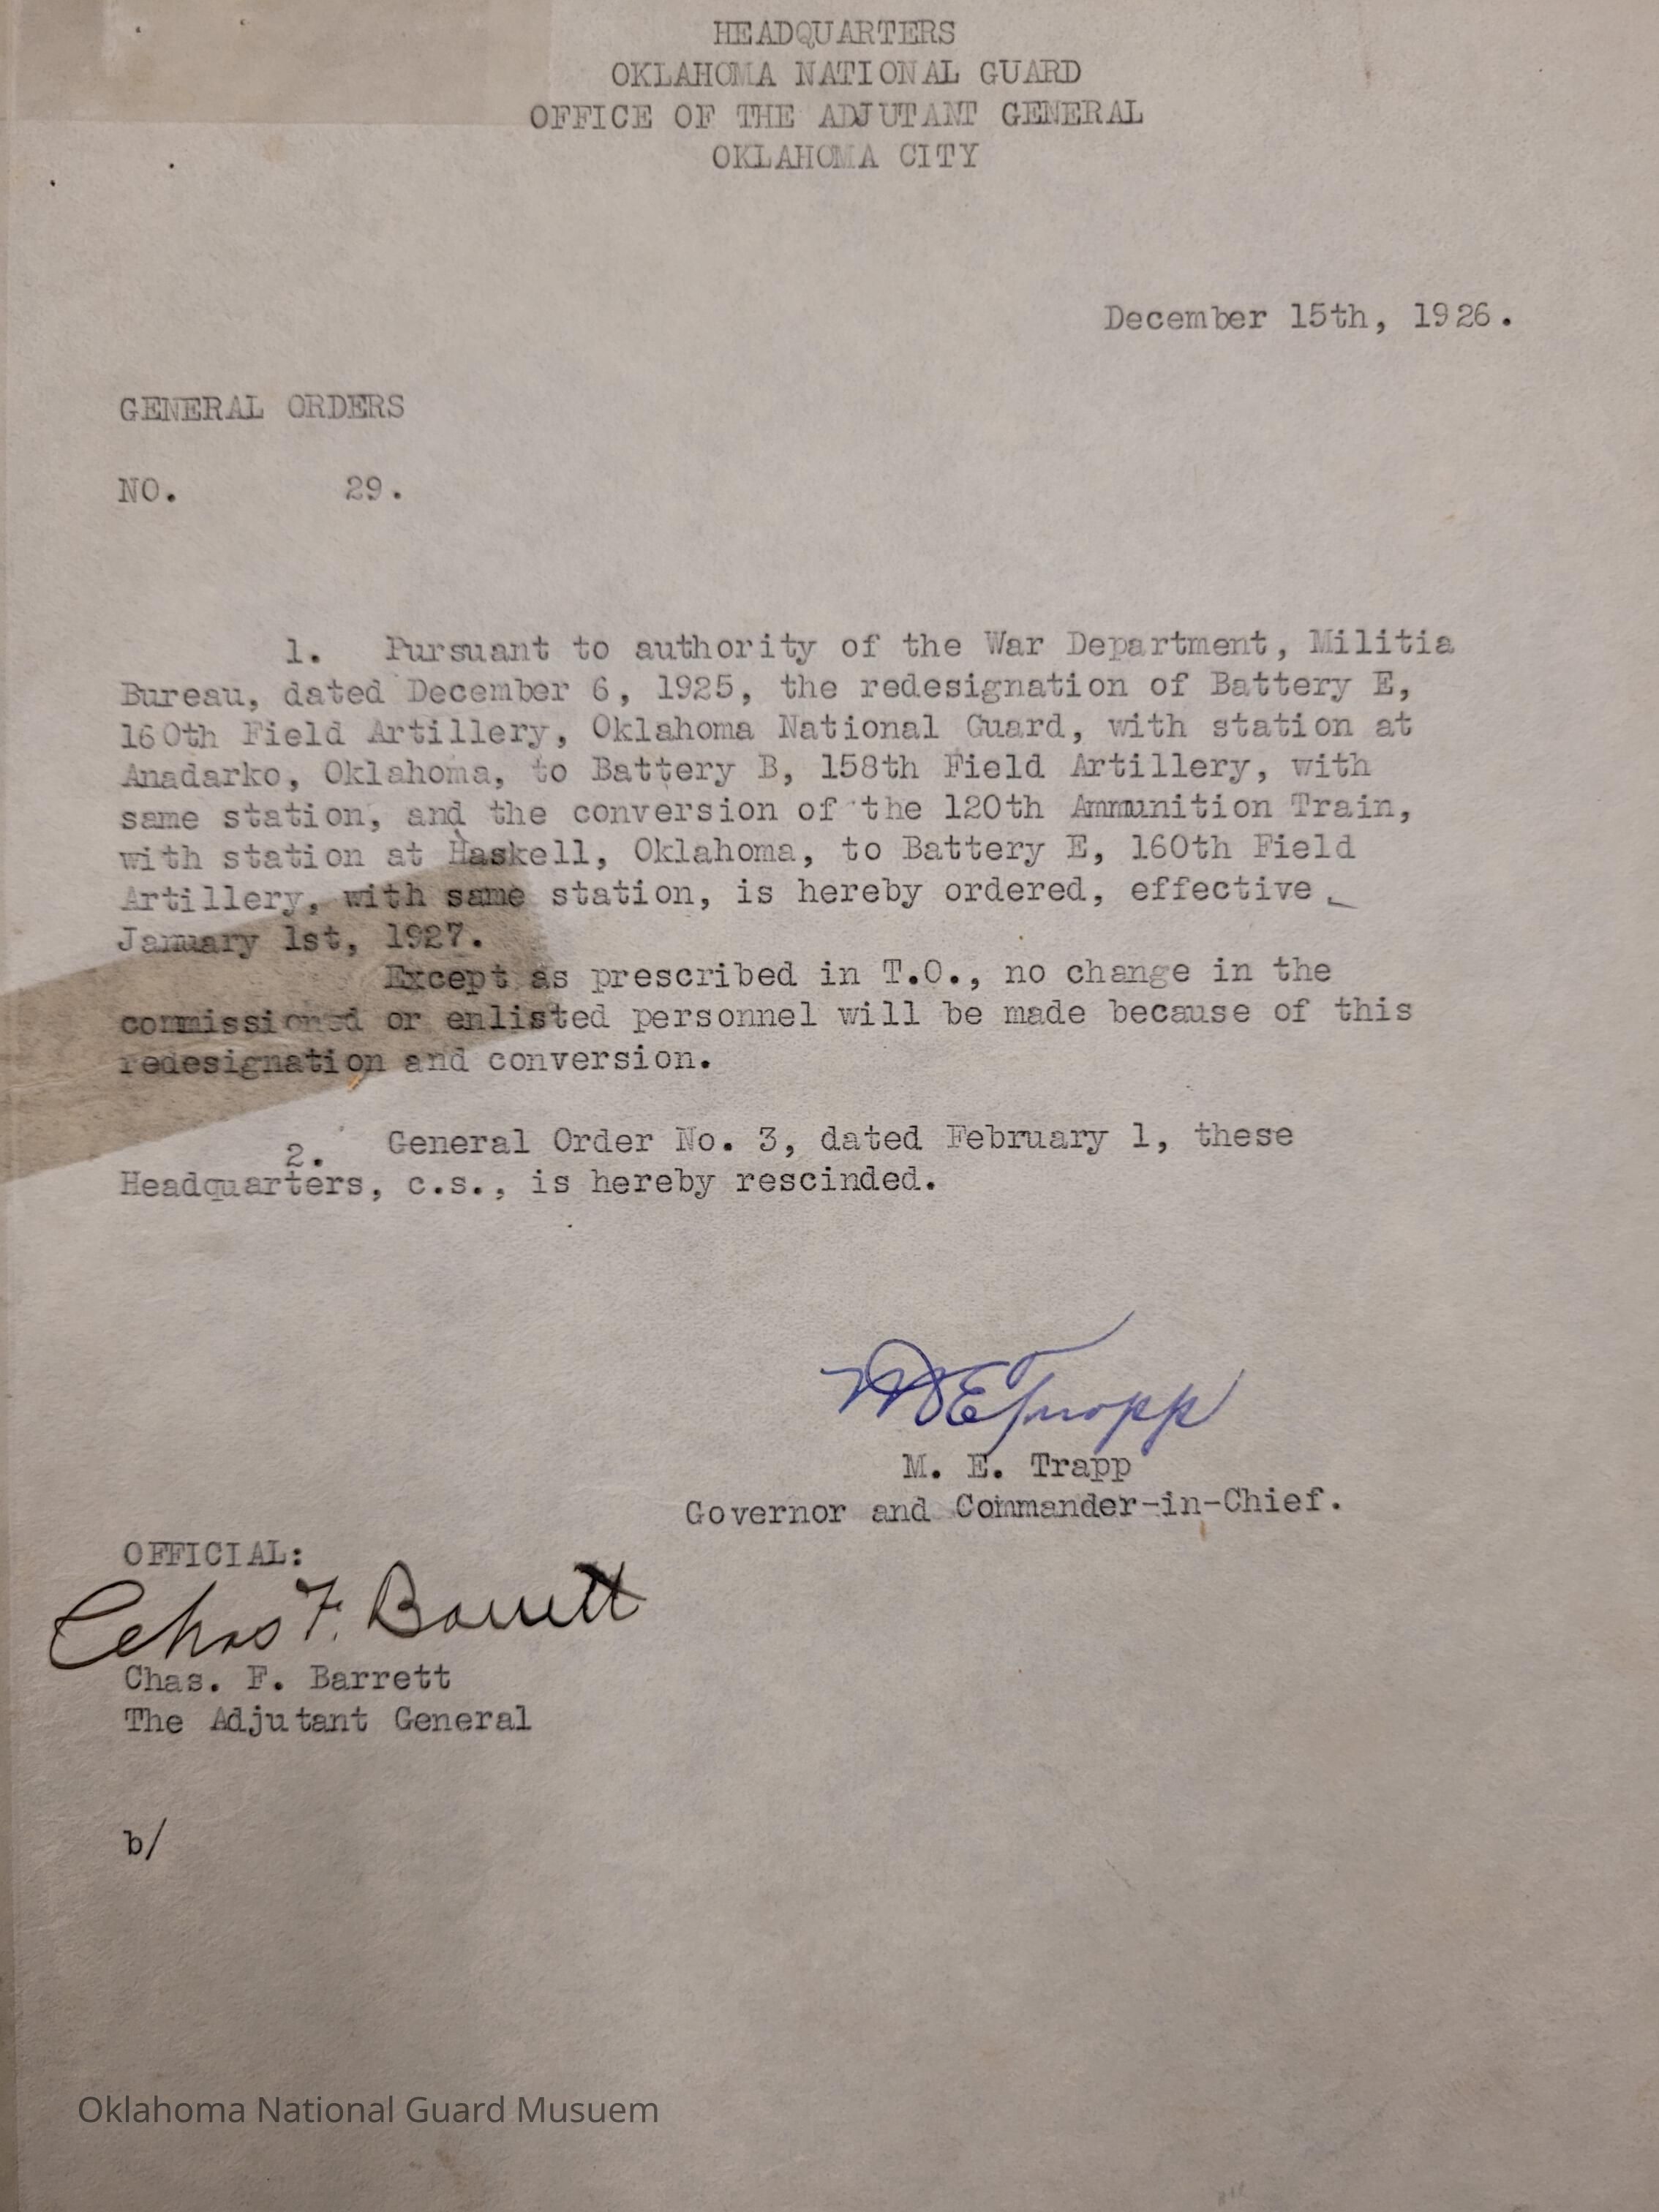 HEADQUARTERS
OKLAHOMA NATIONAL GUARD
OFFICE OF THE ADJUTANT GENERAL
OKLAHOMA CITY
December 15th, 1926.
GENERAL ORDERS
NO. 29.
1. Pursuant to authority of the War Department, Militia
Bureau, dated December 6, 1925, the redesignation of Battery E,
160th Field Artillery, Oklahoma National Guard, with station at
Anadarko, Oklahoma, to Battery B, 158th Field Artillery, with
same station, and the conversion of the 120th Ammunition Train,
with station at Haskell, Oklahoma, to Battery E, 160th Field
Artillery, with same station, is hereby ordered, effective
January 1st, 1927.
Except as prescribed in T.O., no change in the
commissioned or enlisted personnel will be made because of this
redesignation and conversion.
2. General Order No. 3, dated February 1, these
Headquarters, c.s., is hereby rescinded.
M E Trapp
M. E. Trapp
Governor and Commander-in-Chief.
OFFICIAL:
Chas F. Barrett
Chas. F. Barrett
The Adjutant General
b/
Oklahoma National Guard Musuem